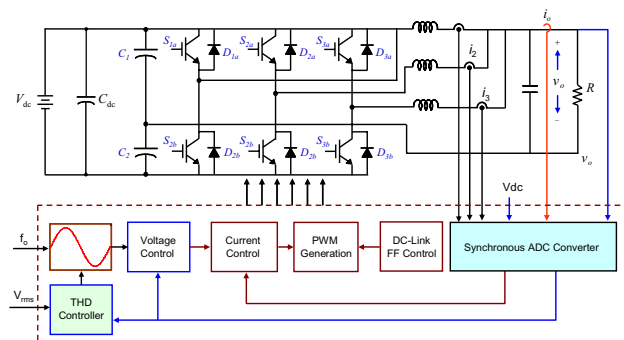 S1a
S2a
S3a
C1
D1a
D2a
D3a
Vdc
Cdc
C2
S2b
S2b
S3b
D2b
D2b
D3b
io
i2
i3
+
vo
−
R
vo
Vdc
fo
Vrms
Voltage
Control
Current
Control
PWM
Generation
DC-Link
FF Control
Synchronous ADC Converter
THD
Controller